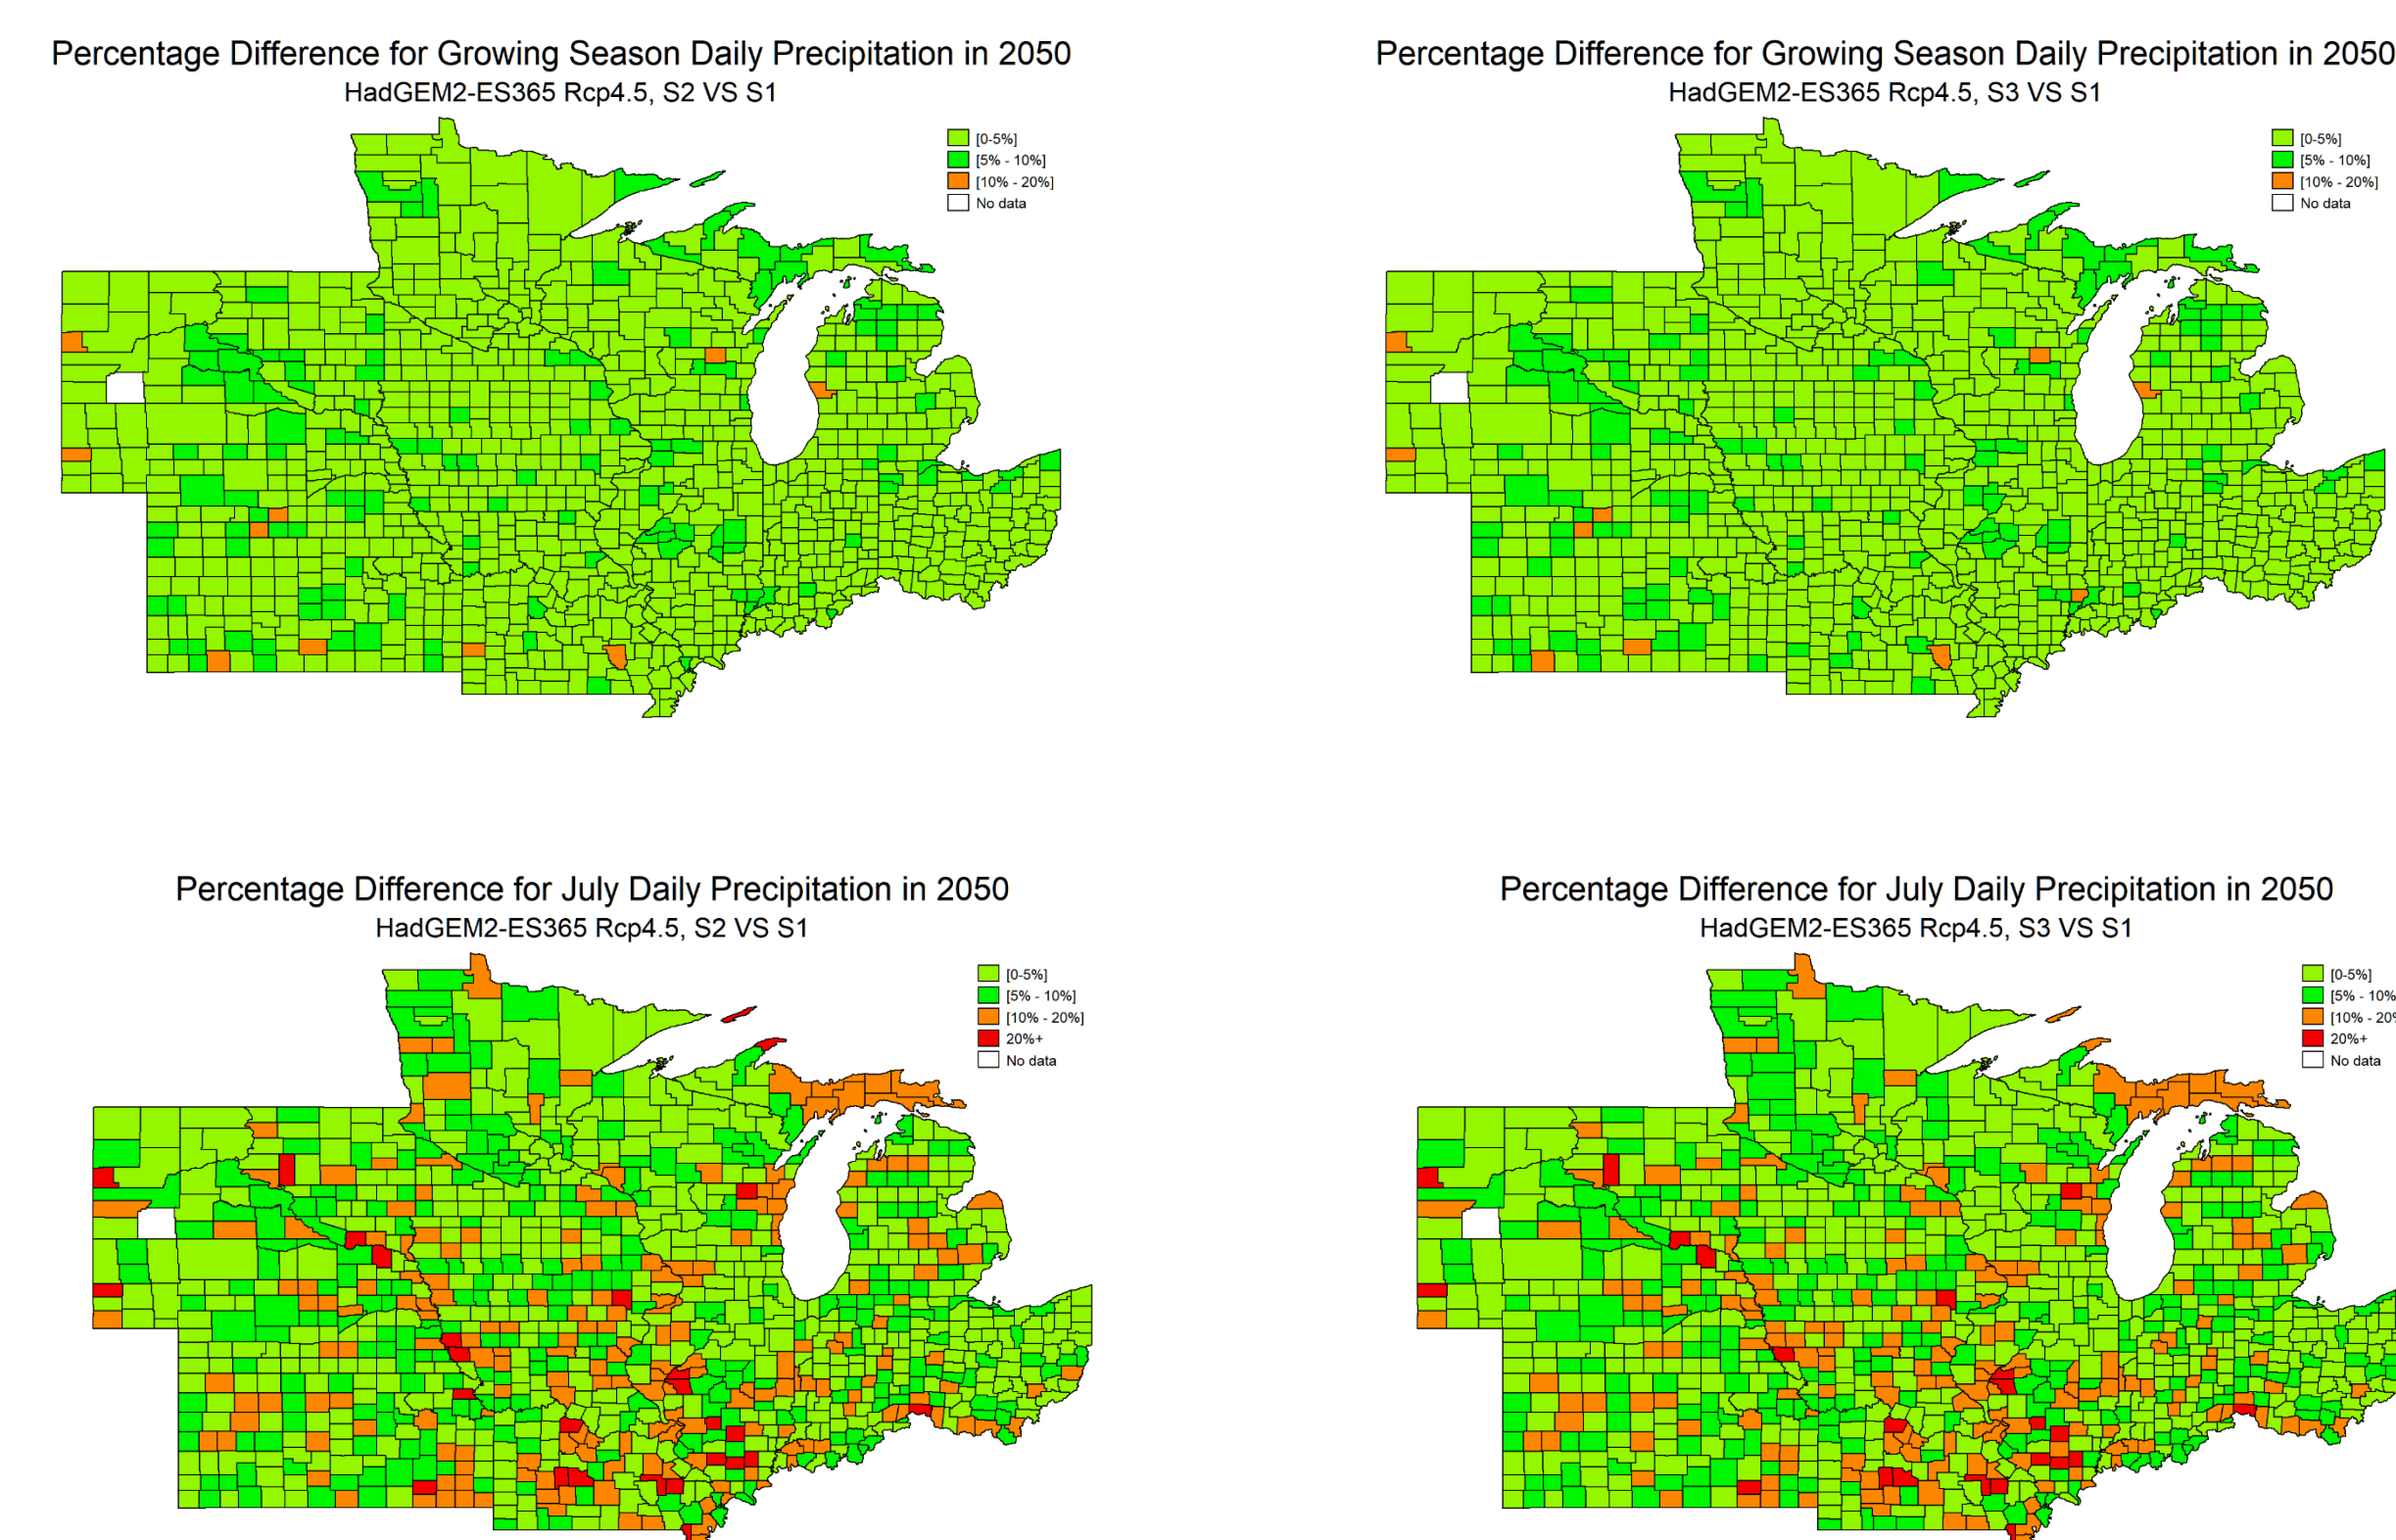 Percentage Difference for Growing Season Daily Precipitation in 2050
HadGEM2-ES365 Rcp4.5, S2 VS S1
[0-5%]
[5% - 10%]
[10% - 20%]
No data
Percentage Difference for Growing Season Daily Precipitation in 2050
HadGEM2-ES365 Rcp4.5, S3 VS S1
[0-5%]
[5% - 10%]
[10% - 20%]
No data
Percentage Difference for July Daily Precipitation in 2050
HadGEM2-ES365 Rcp4.5, S2 VS S1
[0-5%]
[5% - 10%]
[10% - 20%]
20%+
No data
Percentage Difference for July Daily Precipitation in 2050
HadGEM2-ES365 Rcp4.5, S3 VS S1
[0-5%]
[5% - 10%
[10% - 20%
20%+
No data